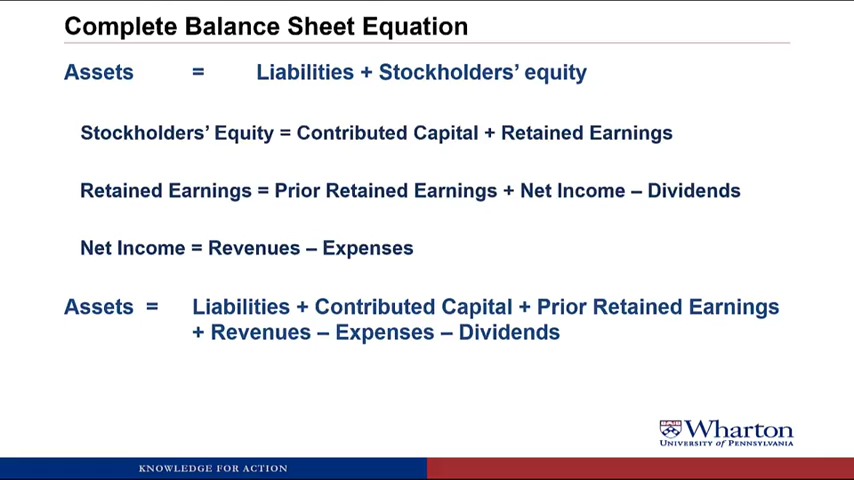 Complete Balance Sheet Equation
Assets = Liabilities + Stockholders’ equity
Stockholders’ Equity = Contributed Capital + Retained Earnings
Retained Earnings = Prior Retained Earnings + Net Income – Dividends
Net Income = Revenues – Expenses
Assets = Liabilities + Contributed Capital + Prior Retained Earnings
+ Revenues – Expenses – Dividends
Wharton
UNIVERSITY of PENNSYLVANIA
KNOWLEDGE FOR ACTION